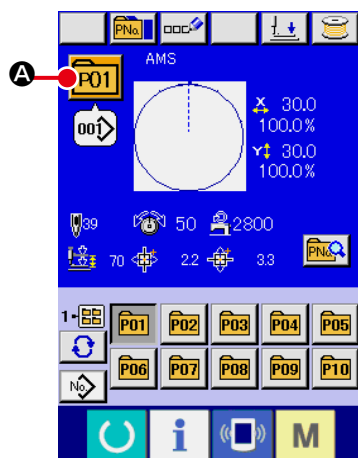 PNo.
A
P01
AMS
001
X 30.0
100.0%
Y 30.0
100.0%
39 50 2800
PNo.
70 2.2 3.3
1- P01 P02 P03 P04 P05
P06 P07 P08 P09 P10
No.
i M